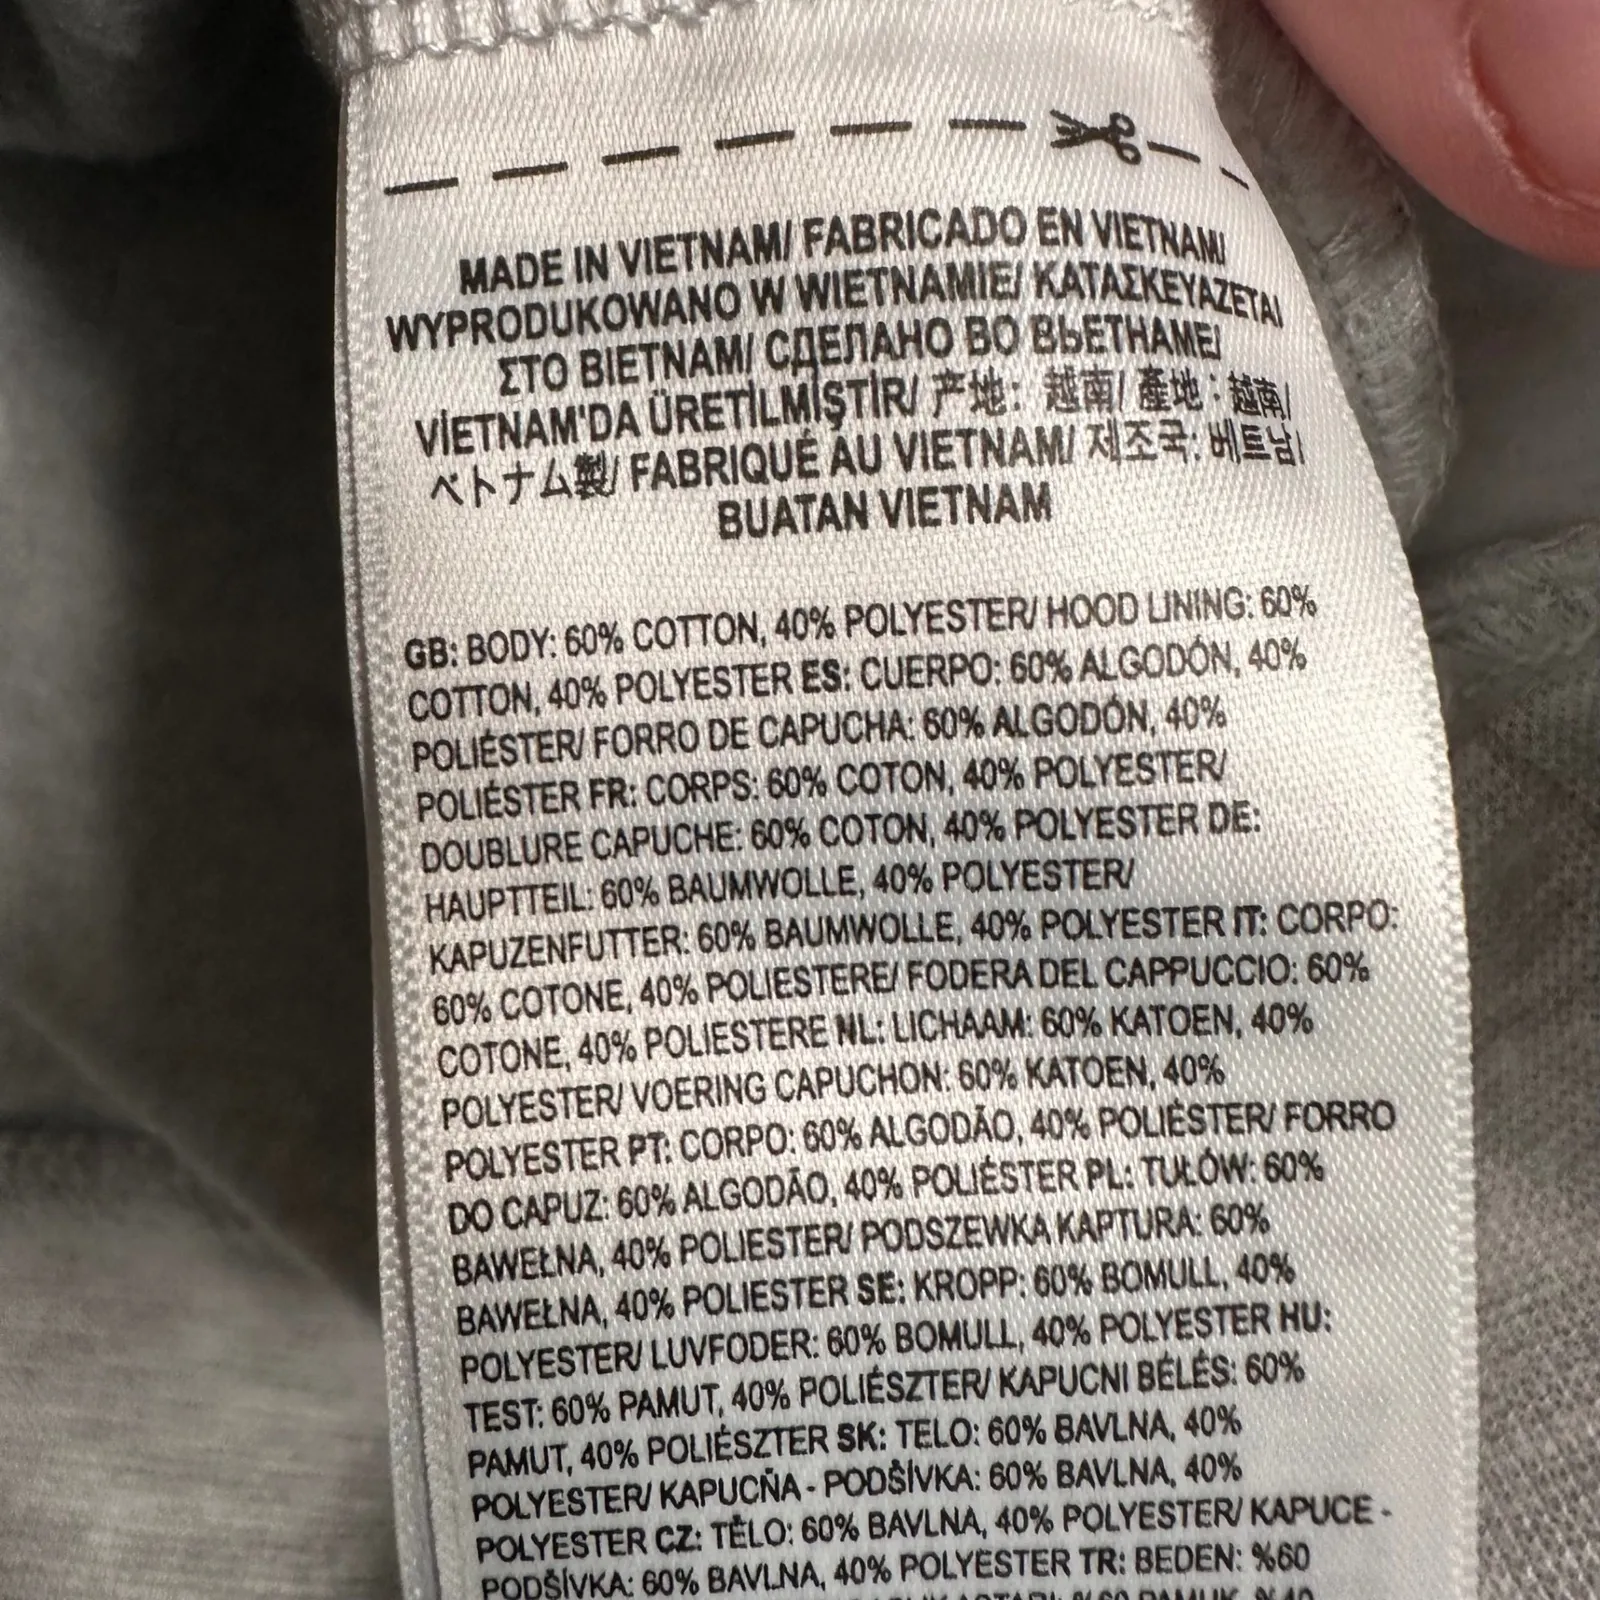 MADE IN VIETNAM/ FABRICADO EN VIETNAM/
WYPRODUKOWANO W WIETNAMIE/ ΚΑΤΑΣΚΕΥΑΖΕΤΑΙ
ΣΤΟ ΒΙΕΤΝΑΜ/ СДЕЛАНО ВО ВЬЕТНАМЕ/
VİETNAM'DA ÜRETİLMİŞTİR/ 产地: 越南/ 產地: 越南/
ベトナム製/ FABRIQUÉ AU VIETNAM/ 제조국: 베트남/
BUATAN VIETNAM
GB: BODY: 60% COTTON, 40% POLYESTER/ HOOD LINING: 60%
COTTON, 40% POLYESTER ES: CUERPO: 60% ALGODÓN, 40%
POLIÉSTER/ FORRO DE CAPUCHA: 60% ALGODÓN, 40%
POLIÉSTER FR: CORPS: 60% COTON, 40% POLYESTER/
DOUBLURE CAPUCHE: 60% COTON, 40% POLYESTER DE:
HAUPTTEIL: 60% BAUMWOLLE, 40% POLYESTER/
KAPUZENFUTTER: 60% BAUMWOLLE, 40% POLYESTER IT: CORPO:
60% COTONE, 40% POLIESTERE/ FODERA DEL CAPPUCCIO: 60%
COTONE, 40% POLIESTERE NL: LICHAAM: 60% KATOEN, 40%
POLYESTER/ VOERING CAPUCHON: 60% KATOEN, 40%
POLYESTER PT: CORPO: 60% ALGODÃO, 40% POLIÉSTER/ FORRO
DO CAPUZ: 60% ALGODÃO, 40% POLIÉSTER PL: TUŁÓW: 60%
BAWEŁNA, 40% POLIESTER/ PODSZEWKA KAPTURA: 60%
BAWEŁNA, 40% POLIESTER SE: KROPP: 60% BOMULL, 40%
POLYESTER/ LUVFODER: 60% BOMULL, 40% POLYESTER HU:
TEST: 60% PAMUT, 40% POLIÉSZTER/ KAPUCNI BÉLÉS: 60%
PAMUT, 40% POLIÉSZTER SK: TELO: 60% BAVLNA, 40%
POLYESTER/ KAPUCŇA - PODŠÍVKA: 60% BAVLNA, 40%
POLYESTER CZ: TĚLO: 60% BAVLNA, 40% POLYESTER/ KAPUCE -
PODŠÍVKA: 60% BAVLNA, 40% POLYESTER TR: BEDEN: %60